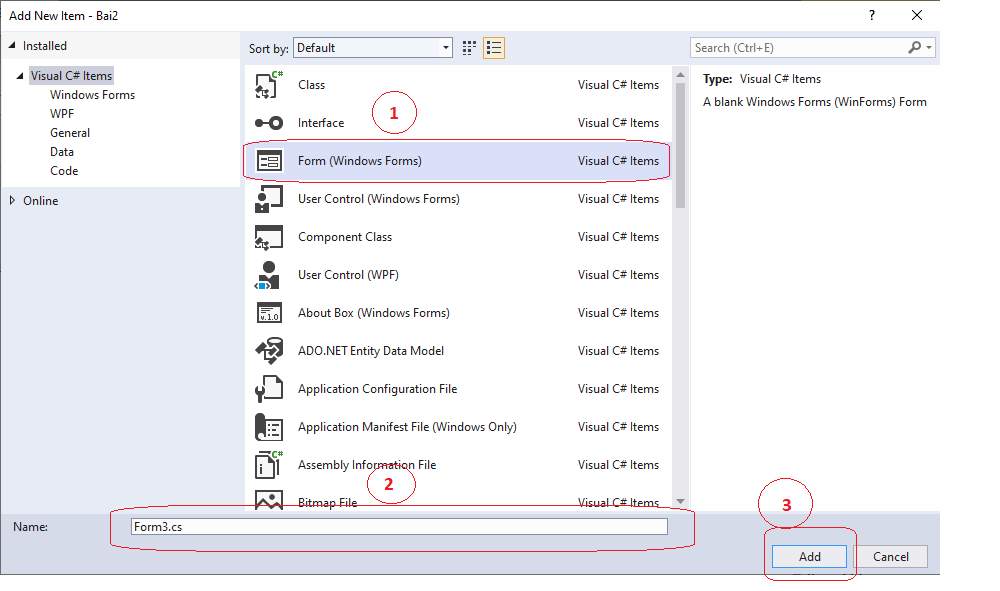 Add New Item - Bai2 ? ✕
Installed
Visual C# Items
Windows Forms
WPF
General
Data
Code
Online
Sort by: Default
Search (Ctrl+E)
C# Class Visual C# Items
Interface Visual C# Items
1
Form (Windows Forms) Visual C# Items
User Control (Windows Forms) Visual C# Items
Component Class Visual C# Items
User Control (WPF) Visual C# Items
v.1.0 About Box (Windows Forms) Visual C# Items
ADO.NET Entity Data Model Visual C# Items
Application Configuration File Visual C# Items
Application Manifest File (Windows Only) Visual C# Items
C# Assembly Information File Visual C# Items
2
Bitmap File Visual C# Items
Type: Visual C# Items
A blank Windows Forms (WinForms) Form
Name: Form3.cs
3
Add Cancel